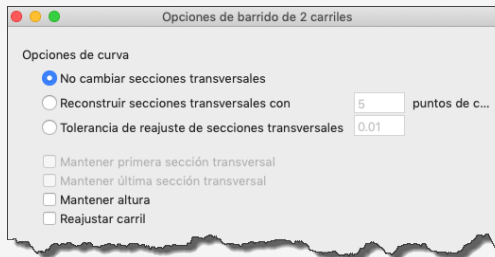 Opciones de barrido de 2 carriles
Opciones de curva
No cambiar secciones transversales
Reconstruir secciones transversales con 5 puntos de c...
Tolerancia de reajuste de secciones transversales 0.01
Mantener primera sección transversal
Mantener última sección transversal
Mantener altura
Reajustar carril